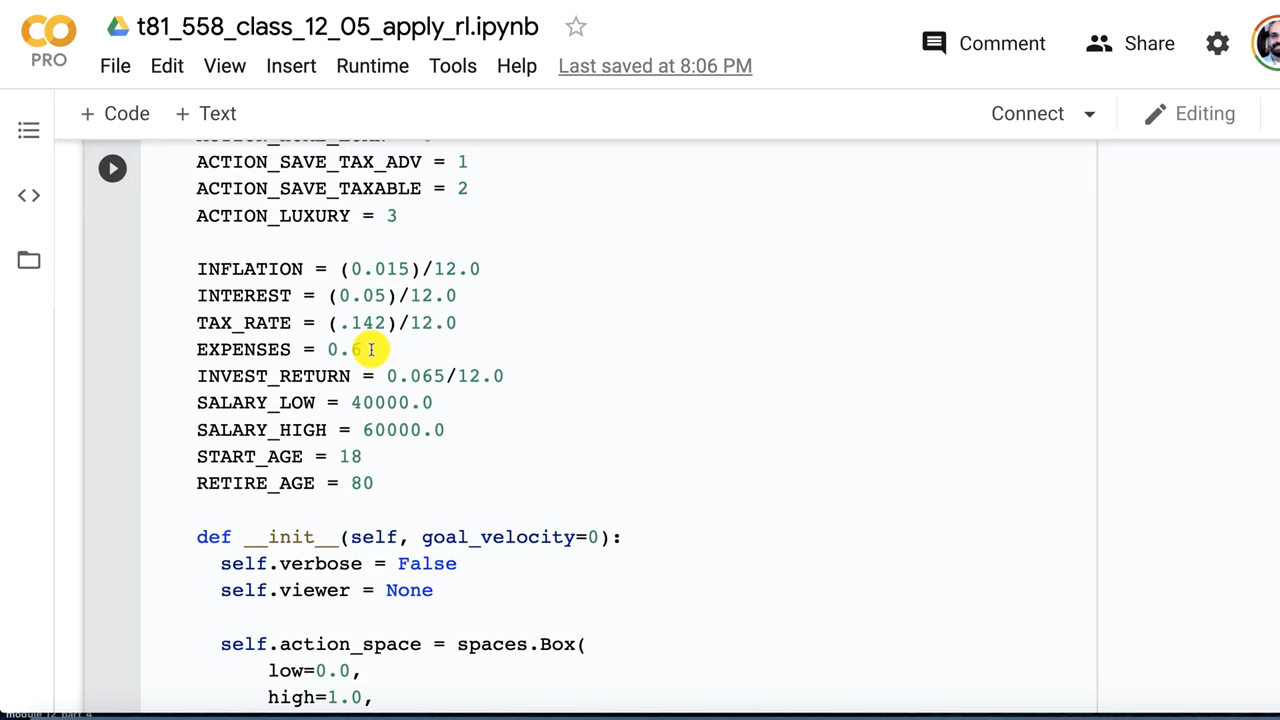 t81_558_class_12_05_apply_rl.ipynb
PRO
File Edit View Insert Runtime Tools Help Last saved at 8:06 PM
Comment Share
+ Code + Text
Connect Editing
ACTION_SAVE_TAX_ADV = 1
ACTION_SAVE_TAXABLE = 2
ACTION_LUXURY = 3
INFLATION = (0.015)/12.0
INTEREST = (0.05)/12.0
TAX_RATE = (.142)/12.0
EXPENSES = 0.6
INVEST_RETURN = 0.065/12.0
SALARY_LOW = 40000.0
SALARY_HIGH = 60000.0
START_AGE = 18
RETIRE_AGE = 80
def __init__(self, goal_velocity=0):
self.verbose = False
self.viewer = None
self.action_space = spaces.Box(
low=0.0,
high=1.0,